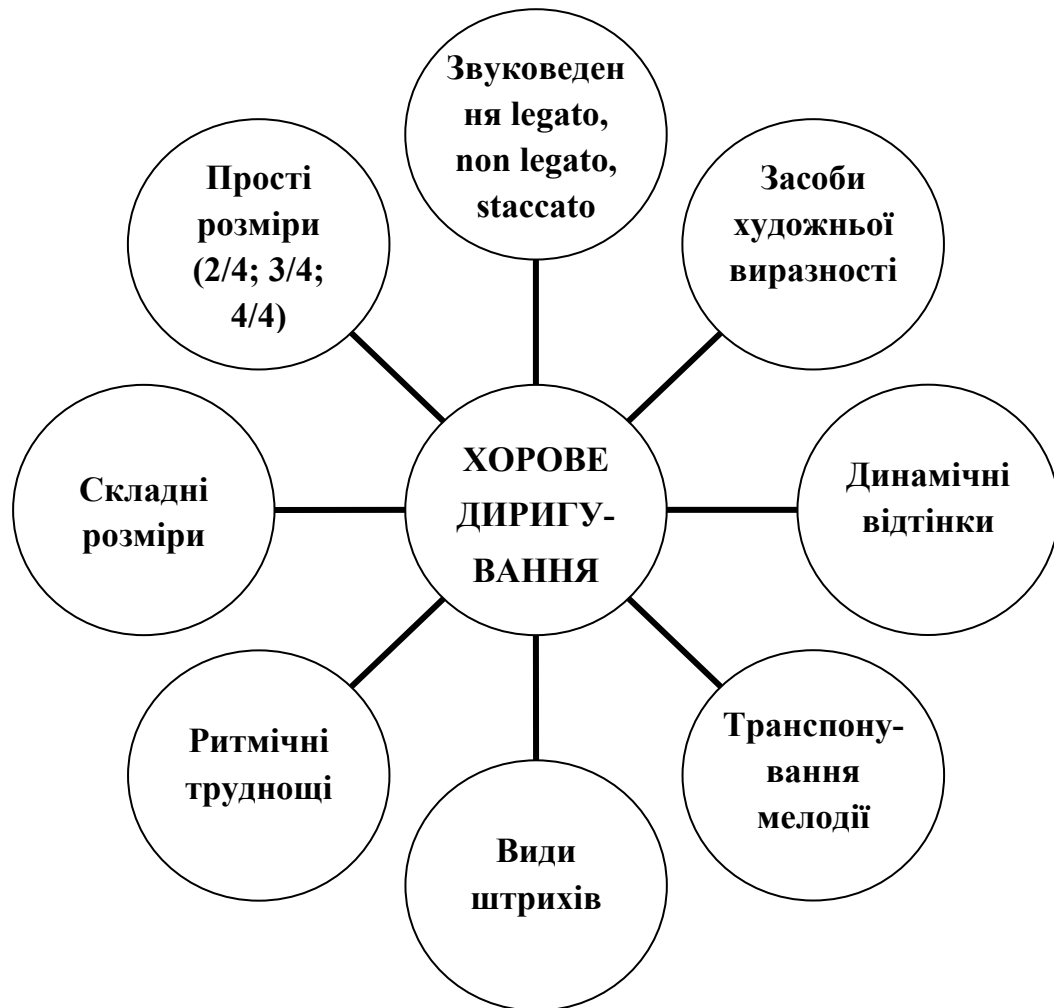 Звуковеден
ня legato,
non legato,
staccato
Засоби
художньої
виразності
Динамічні
відтінки
Транспону-
вання
мелодії
Види
штрихів
Ритмічні
труднощі
Складні
розміри
Прості
розміри
(2/4; 3/4;
4/4)
ХОРОВЕ
ДИРИГУ-
ВАННЯ